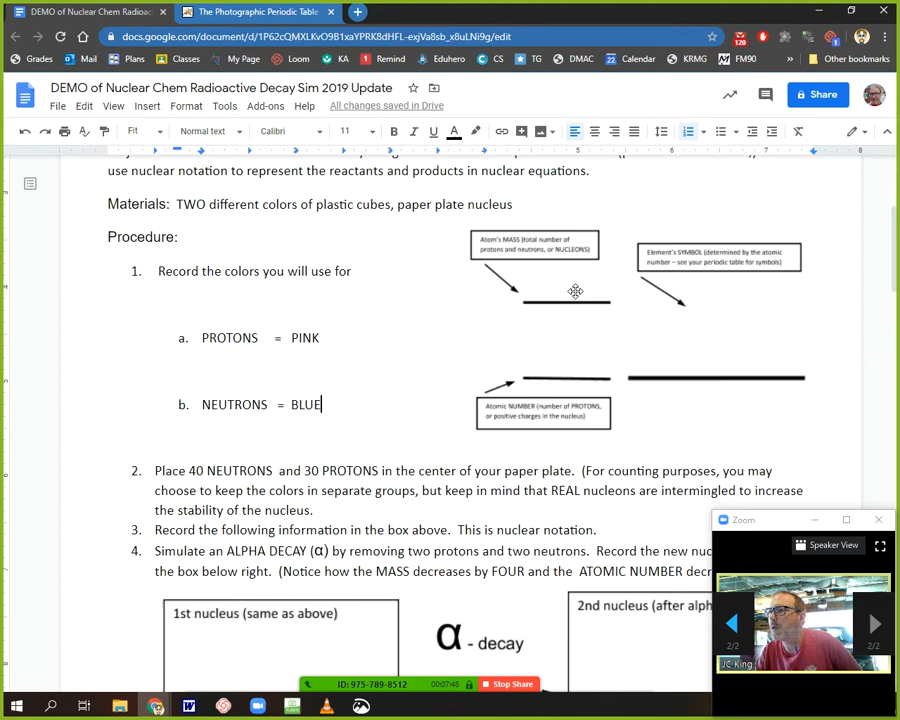 DEMO of Nuclear Chem Radioac
The Photographic Periodic Table
docs.google.com/document/d/1P62cQMXLKvO9B1xaYPRK8dHFL-exjVa8sb_x8uLNi9g/edit
120
1
Grades
Mail
Plans
Classes
My Page
Loom
KA
1 Remind
Eduhero
CS
TG
DMAC
22 Calendar
KRMG
FM90
»
Other bookmarks
DEMO of Nuclear Chem Radioactive Decay Sim 2019 Update
File Edit View Insert Format Tools Add-ons Help All changes saved in Drive
Share
Fit Normal text Calibri 11 B I U A
5 6 7 8
use nuclear notation to represent the reactants and products in nuclear equations.
Materials: TWO different colors of plastic cubes, paper plate nucleus
Procedure:
Atom's MASS (total number of
protons and neutrons, or NUCLEONS)
Element's SYMBOL (determined by the atomic
number – see your periodic table for symbols)
1. Record the colors you will use for
a. PROTONS = PINK
b. NEUTRONS = BLUE
Atomic NUMBER (number of PROTONS,
or positive charges in the nucleus)
2. Place 40 NEUTRONS and 30 PROTONS in the center of your paper plate. (For counting purposes, you may
choose to keep the colors in separate groups, but keep in mind that REAL nucleons are intermingled to increase
the stability of the nucleus.
3. Record the following information in the box above. This is nuclear notation.
4. Simulate an ALPHA DECAY (α) by removing two protons and two neutrons. Record the new nuc
the box below right. (Notice how the MASS decreases by FOUR and the ATOMIC NUMBER decr
1st nucleus (same as above)
α - decay
2nd nucleus (after alph
Zoom
Speaker View
2/2
2/2
JC King
ID: 975-789-8512
00:07:48
Stop Share